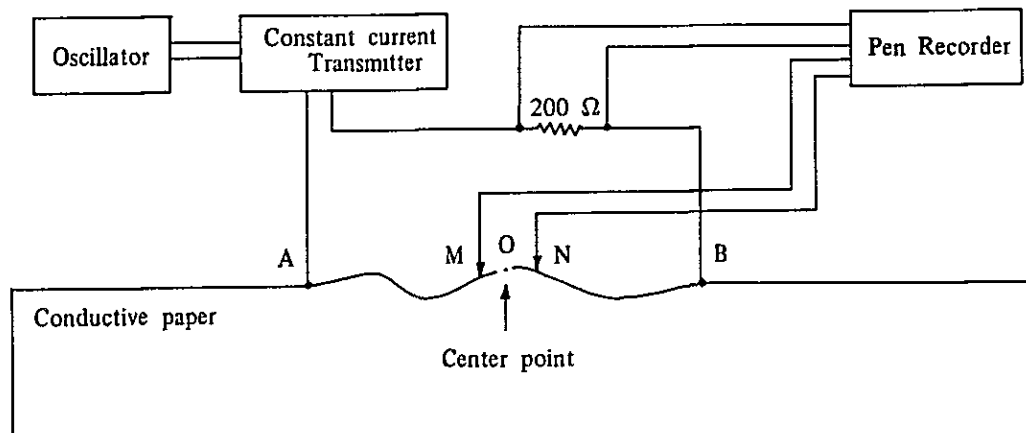 Oscillator
Constant current
Transmitter
Pen Recorder
200 Ω
A
M
O
N
B
Conductive paper
Center point